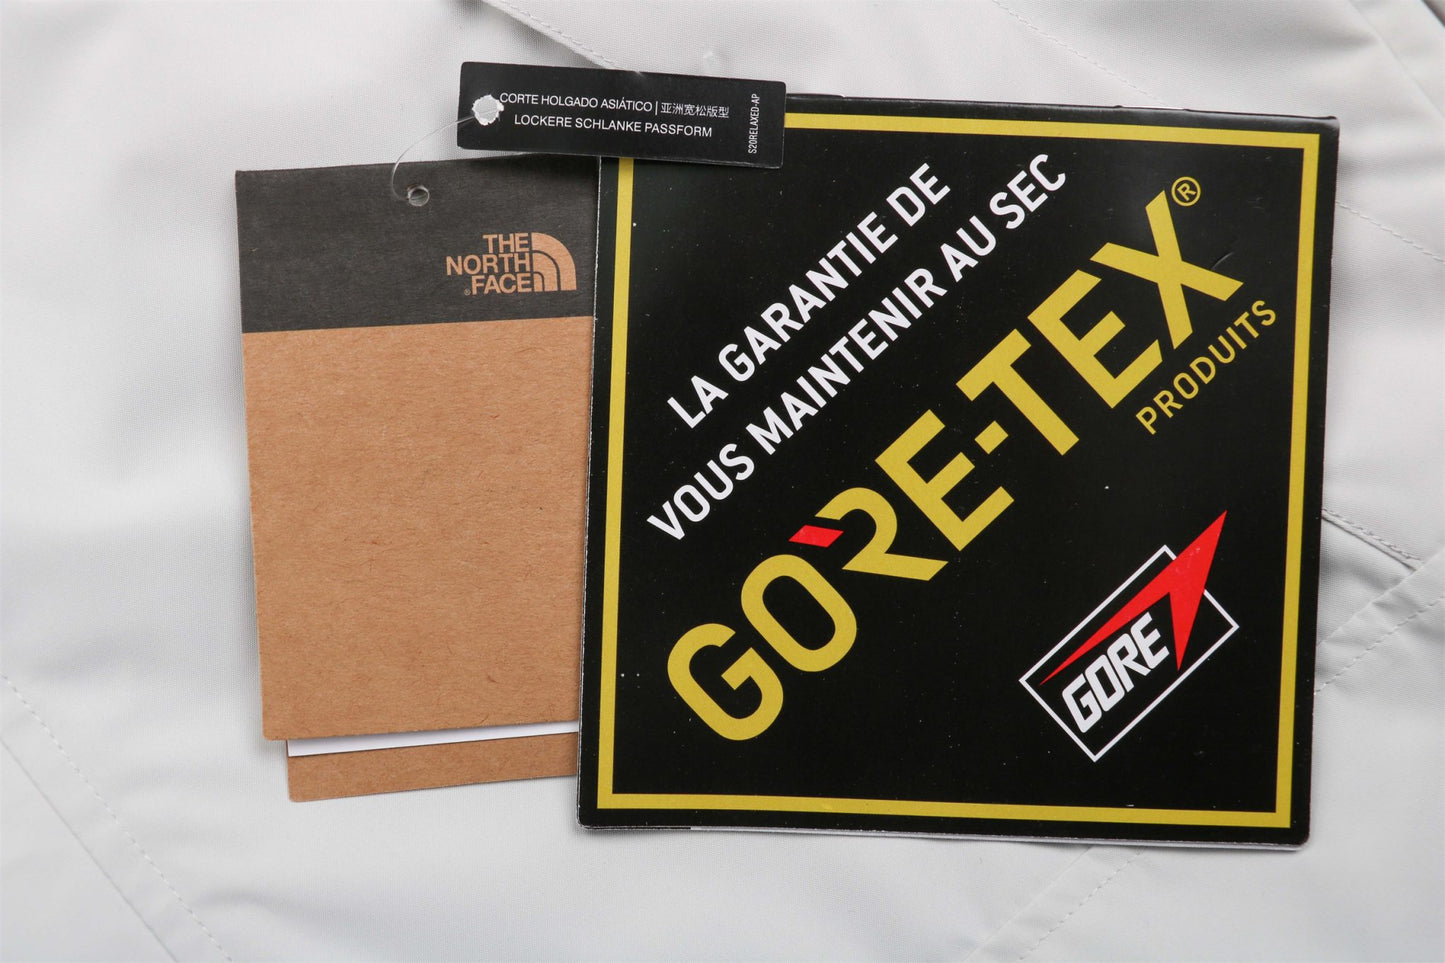 CORTE HOLGADO ASIÁTICO | 亚洲宽松版型
LOCKERE SCHLANKE PASSFORM
S20RELAXED-AP
THE
NORTH
®FACE
LA GARANTIE DE
VOUS MAINTENIR AU SEC
GORE-TEX®
PRODUITS
GORE